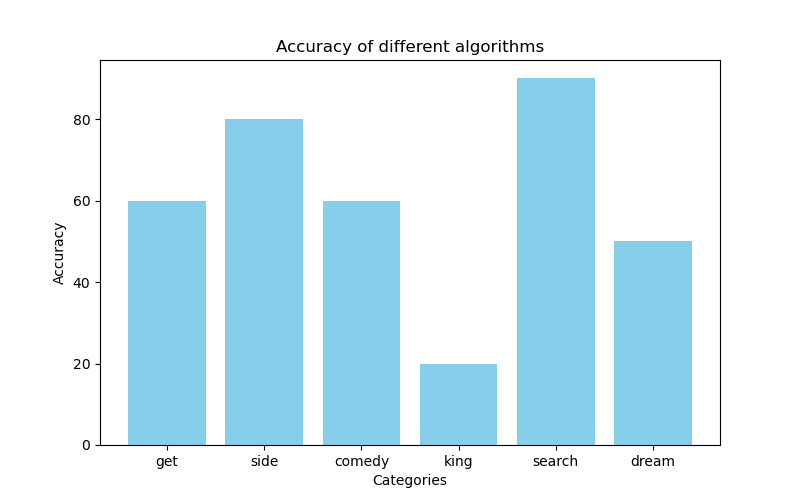 Accuracy of different algorithms
Accuracy
80
60
40
20
0
get side comedy king search dream
Categories